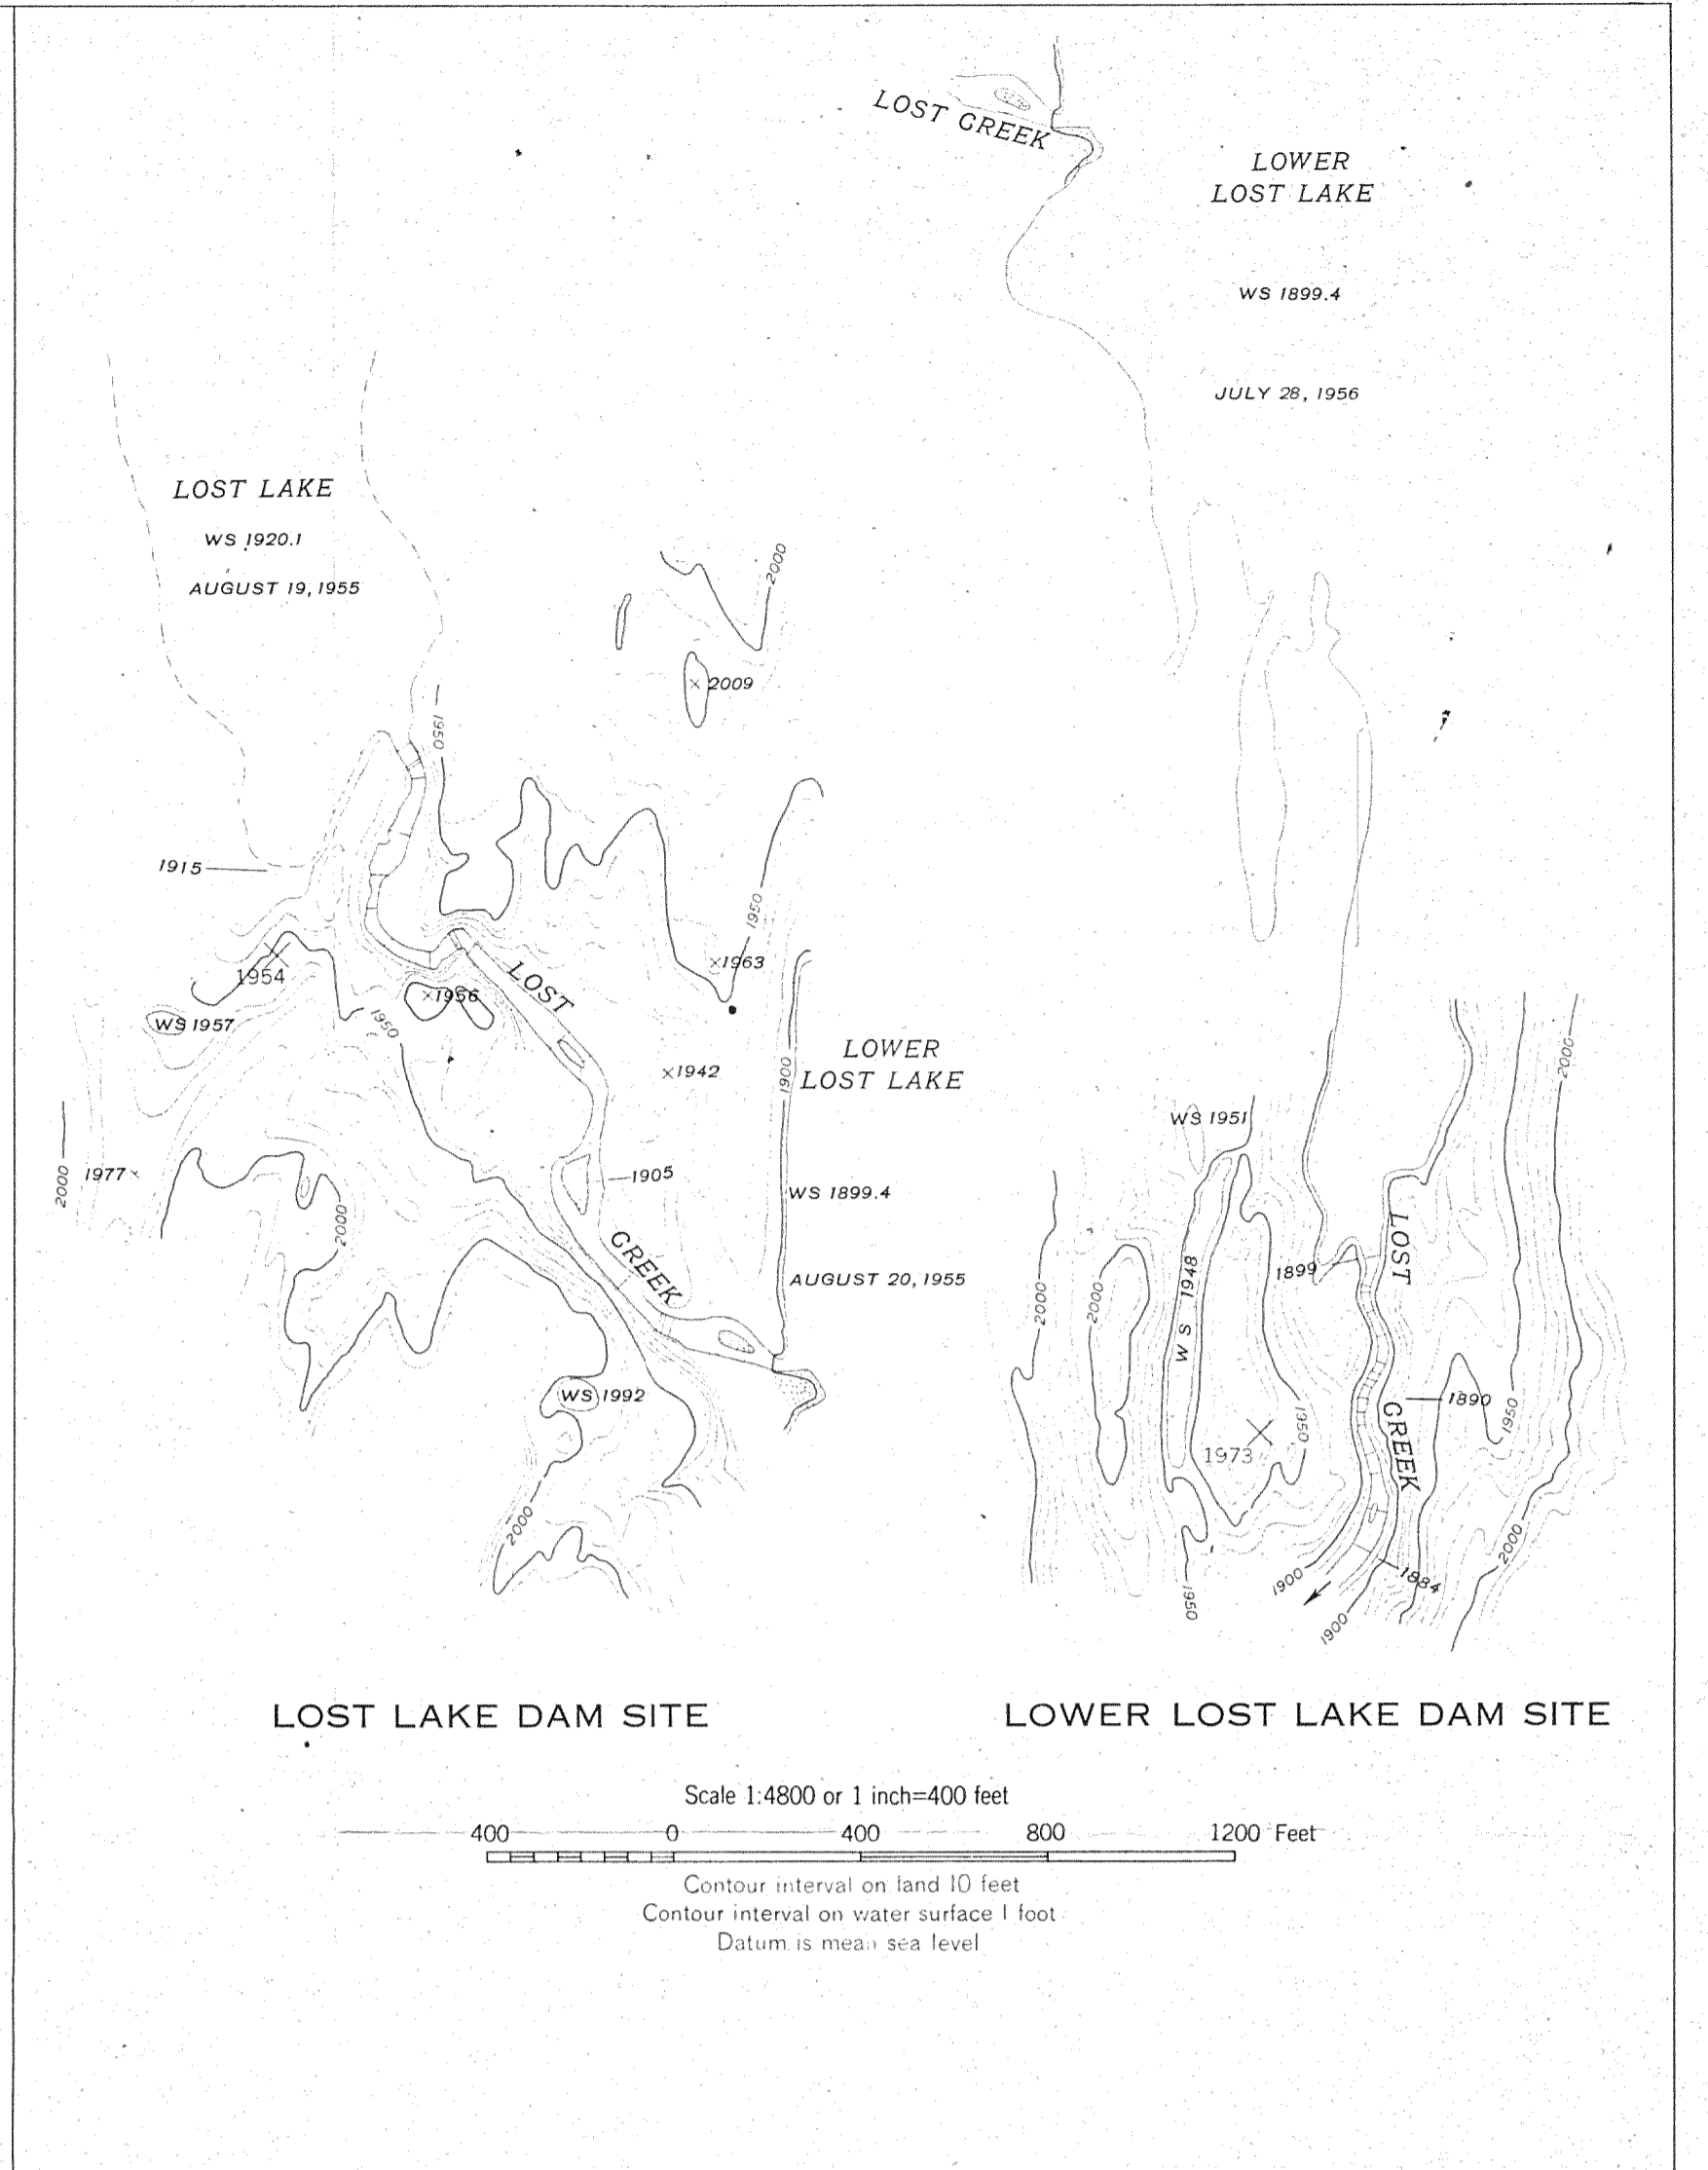 LOST CREEK
LOWER
LOST LAKE
WS 1899.4
JULY 28, 1956
LOST LAKE
WS 1920.1
AUGUST 19, 1955
2000
2009
1950
1915
1950
1963
1954
1956
WS 1957
1950
LOST
1942
1900
LOWER
LOST LAKE
2000
1977
2000
1905
WS 1899.4
CREEK
AUGUST 20, 1955
WS 1992
2000
2000
WS 1951
2000
2000
WS 1948
1899
LOST
1890
1950
1950
1973
CREEK
2000
1900
1884
1950
1900
LOST LAKE DAM SITE
LOWER LOST LAKE DAM SITE
Scale 1:4800 or 1 inch=400 feet
400 0 400 800 1200 Feet
Contour interval on land 10 feet
Contour interval on water surface 1 foot
Datum is mean sea level